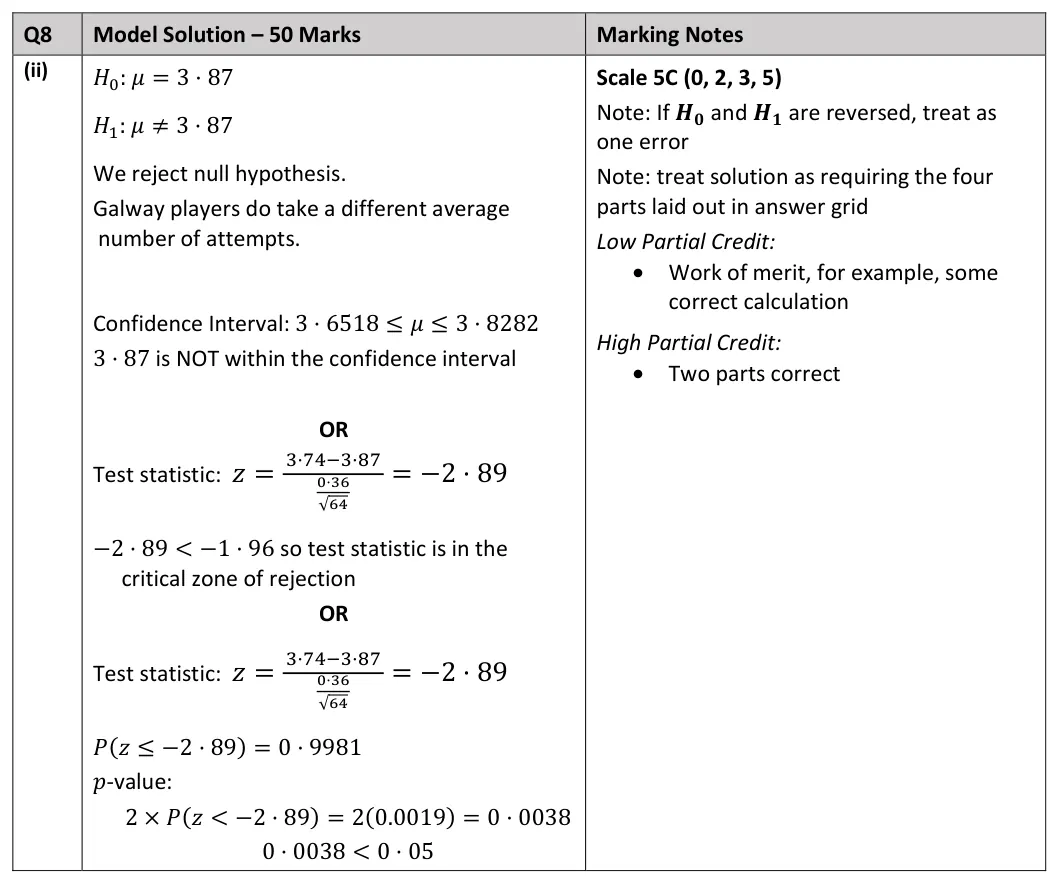 Q8 Model Solution – 50 Marks Marking Notes
(ii)
H₀: μ = 3 · 87
H₁: μ ≠ 3 · 87
We reject null hypothesis.
Galway players do take a different average
number of attempts.
Confidence Interval: 3 · 6518 ≤ μ ≤ 3 · 8282
3 · 87 is NOT within the confidence interval
OR
Test statistic: z = (3·74−3·87)/(0·36/√64) = −2 · 89
−2 · 89 < −1 · 96 so test statistic is in the
critical zone of rejection
OR
Test statistic: z = (3·74−3·87)/(0·36/√64) = −2 · 89
P(z ≤ −2 · 89) = 0 · 9981
p-value:
2 × P(z < −2 · 89) = 2(0.0019) = 0 · 0038
0 · 0038 < 0 · 05
Scale 5C (0, 2, 3, 5)
Note: If H₀ and H₁ are reversed, treat as
one error
Note: treat solution as requiring the four
parts laid out in answer grid
Low Partial Credit:
• Work of merit, for example, some
correct calculation
High Partial Credit:
• Two parts correct